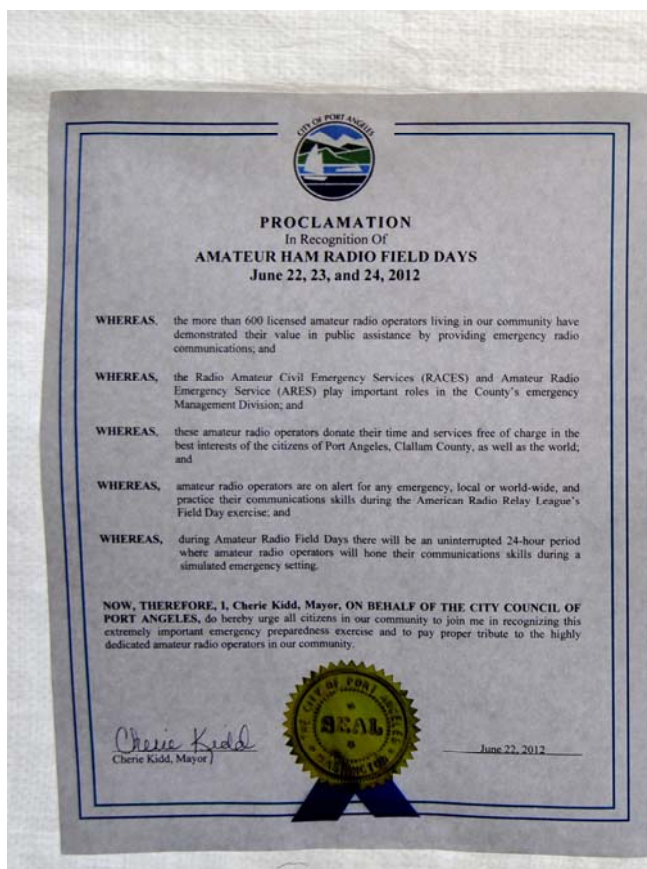 CITY OF PORT ANGELES
PROCLAMATION
In Recognition Of
AMATEUR HAM RADIO FIELD DAYS
June 22, 23, and 24, 2012
WHEREAS, the more than 600 licensed amateur radio operators living in our community have
demonstrated their value in public assistance by providing emergency radio
communications; and
WHEREAS, the Radio Amateur Civil Emergency Services (RACES) and Amateur Radio
Emergency Service (ARES) play important roles in the County's emergency
Management Division; and
WHEREAS, these amateur radio operators donate their time and services free of charge in the
best interests of the citizens of Port Angeles, Clallam County, as well as the world;
and
WHEREAS, amateur radio operators are on alert for any emergency, local or world-wide, and
practice their communications skills during the American Radio Relay League's
Field Day exercise; and
WHEREAS, during Amateur Radio Field Days there will be an uninterrupted 24-hour period
where amateur radio operators will hone their communications skills during a
simulated emergency setting.
NOW, THEREFORE, I, Cherie Kidd, Mayor, ON BEHALF OF THE CITY COUNCIL OF
PORT ANGELES, do hereby urge all citizens in our community to join me in recognizing this
extremely important emergency preparedness exercise and to pay proper tribute to the highly
dedicated amateur radio operators in our community.
THE CITY OF PORT ANGELES
SEAL
WASHINGTON
Cherie Kidd
Cherie Kidd, Mayor
June 22, 2012